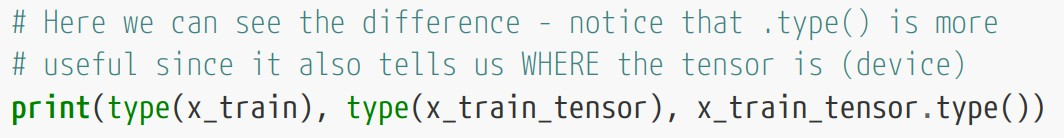 # Here we can see the difference - notice that .type() is more
# useful since it also tells us WHERE the tensor is (device)
print(type(x_train), type(x_train_tensor), x_train_tensor.type())